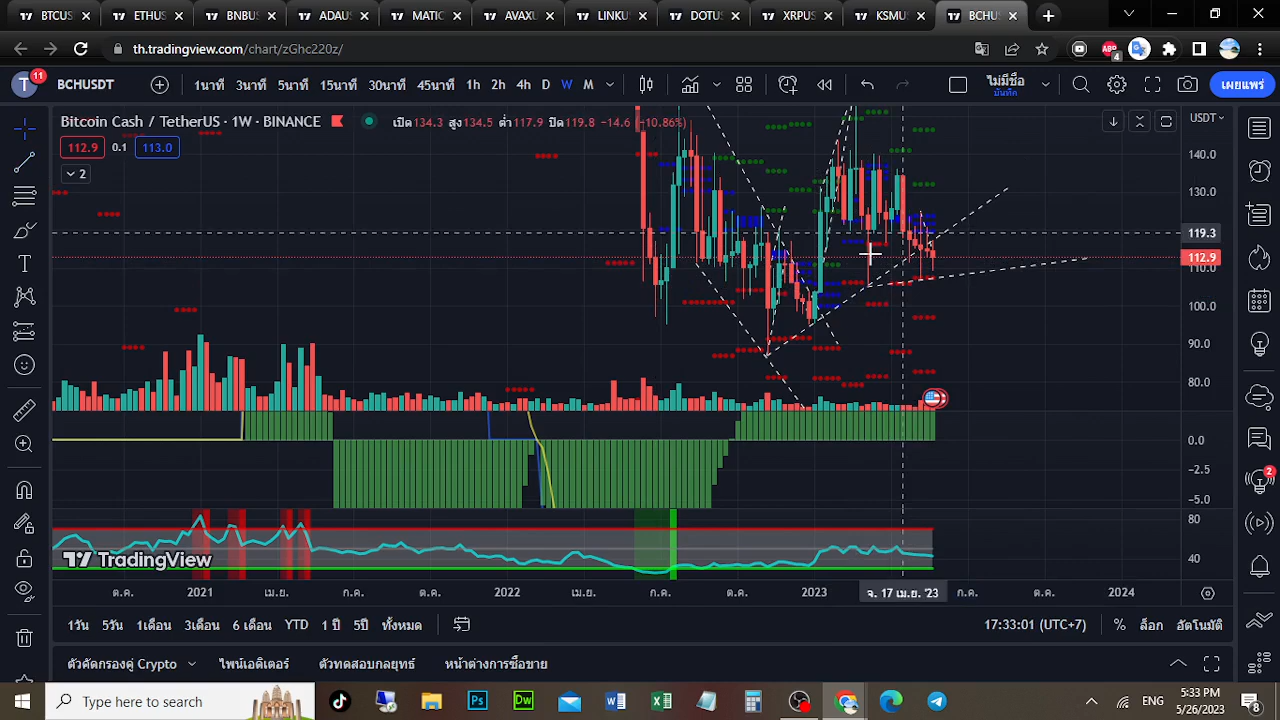 BTCUS ETHUS BNBUS ADAUS MATIC AVAXU LINKU DOTUS XRPUS KSMUS BCHUS
th.tradingview.com/chart/zGhc220z/
ABP 4
T 11 BCHUSDT 1นาที 3นาที 5นาที 15นาที 30นาที 45นาที 1h 2h 4h D W M ไม่มีชื่อ บันทึก เผยแพร่
Bitcoin Cash / TetherUS · 1W · BINANCE เปิด 134.3 สูง 134.5 ต่ำ 117.9 ปิด 119.8 -14.6 (-10.86%) USDT
112.9 0.1 113.0
2
140.0
130.0
119.3
112.9
110.0
100.0
90.0
80.0
0.0
-2.5
2
-5.0
80
40
TradingView
ต.ค. 2021 เม.ย. ก.ค. 2022 เม.ย. ก.ค. ต.ค. 2023 จ. 17 เม.ย. '23 ก.ค. ต.ค. 2024
1วัน 5วัน 1เดือน 3เดือน 6 เดือน YTD 1 ปี 5ปี ทั้งหมด 17:33:01 (UTC+7) % ล็อก อัตโนมัติ
ตัวคัดกรองคู่ Crypto ไพน์เอดิเตอร์ ตัวทดสอบกลยุทธ์ หน้าต่างการซื้อขาย
Type here to search Ps Dw ENG 5:33 PM
5/26/2023 8